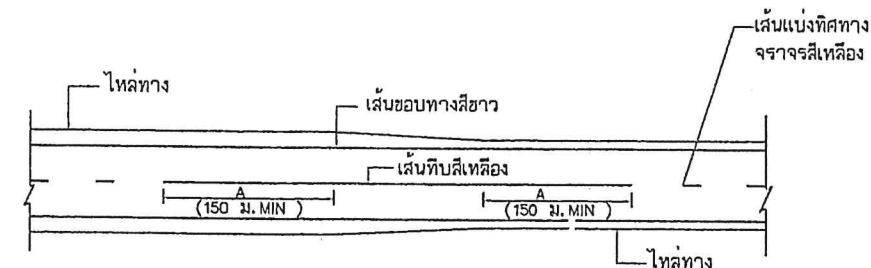 เส้นแบ่งทิศทาง
จราจรสีเหลือง
ไหล่ทาง
เส้นขอบทางสีขาว
เส้นทึบสีเหลือง
A
(150 ม. MIN )
A
(150 ม. MIN )
ไหล่ทาง